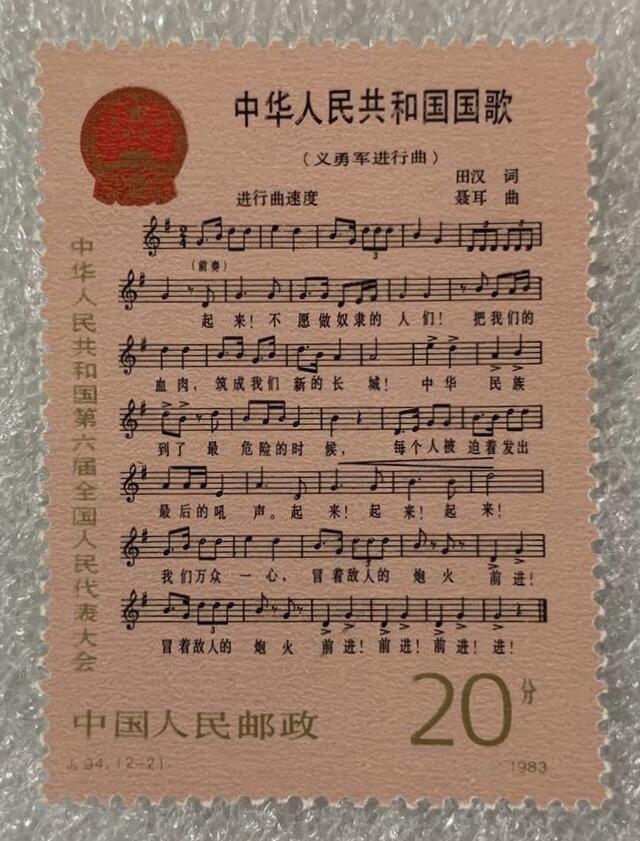 中华人民共和国国歌
(义勇军进行曲)
田汉 词
进行曲速度 聂耳 曲
(前奏)
起 来! 不 愿 做 奴 隶 的 人 们! 把 我 们 的
血 肉, 筑 成 我 们 新 的 长 城! 中 华 民 族
到 了 最 危 险 的 时 候, 每 个 人 被 迫 着 发 出
最 后 的 吼 声。 起 来! 起 来! 起 来!
我 们 万 众 一 心, 冒 着 敌 人 的 炮 火 前 进!
冒 着 敌 人 的 炮 火 前 进! 前 进! 前 进! 进!
中华人民共和国第六届全国人民代表大会
20分
中国人民邮政
J.94.(2-2) 1983